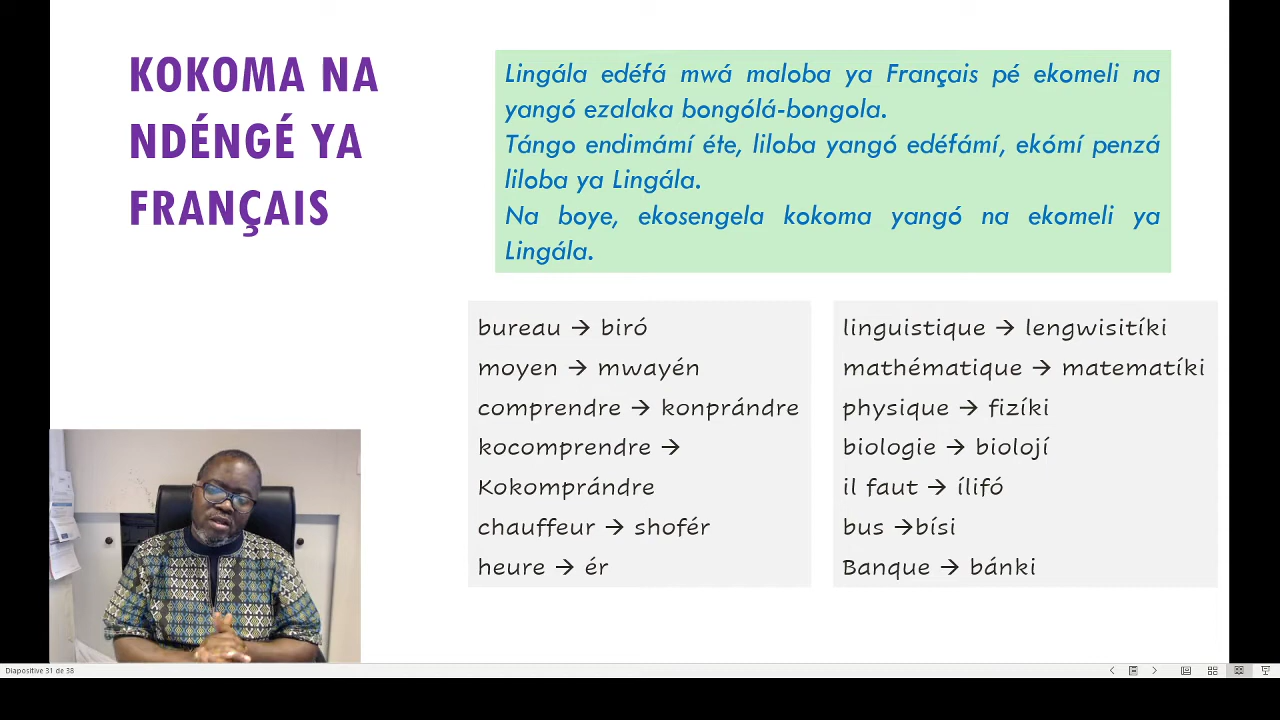 KOKOMA NA
NDÉNGÉ YA
FRANÇAIS
Lingála edéfá mwá maloba ya Français pé ekomeli na
yangó ezalaka bongólá-bongola.
Tángo endimámí éte, liloba yangó edéfámí, ekómí penzá
liloba ya Lingála.
Na boye, ekosengela kokoma yangó na ekomeli ya
Lingála.
bureau → biró
moyen → mwayén
comprendre → konprándre
kocomprendre →
Kokomprándre
chauffeur → shofér
heure → ér
linguistique → lengwisitíki
mathématique → matematíki
physique → fizíki
biologie → biolojí
il faut → ílifó
bus →bísi
Banque → bánki
Diapositive 31 de 38